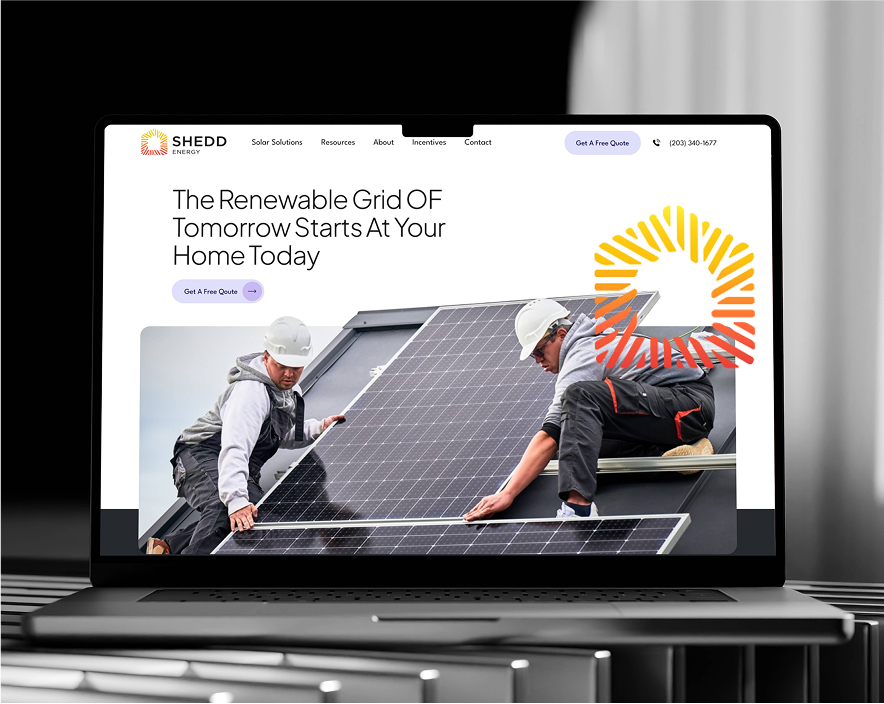 SHEDD
ENERGY
Solar Solutions Resources About Incentives Contact
Get A Free Quote
(203) 340-1677
The Renewable Grid OF
Tomorrow Starts At Your
Home Today
Get A Free Qoute